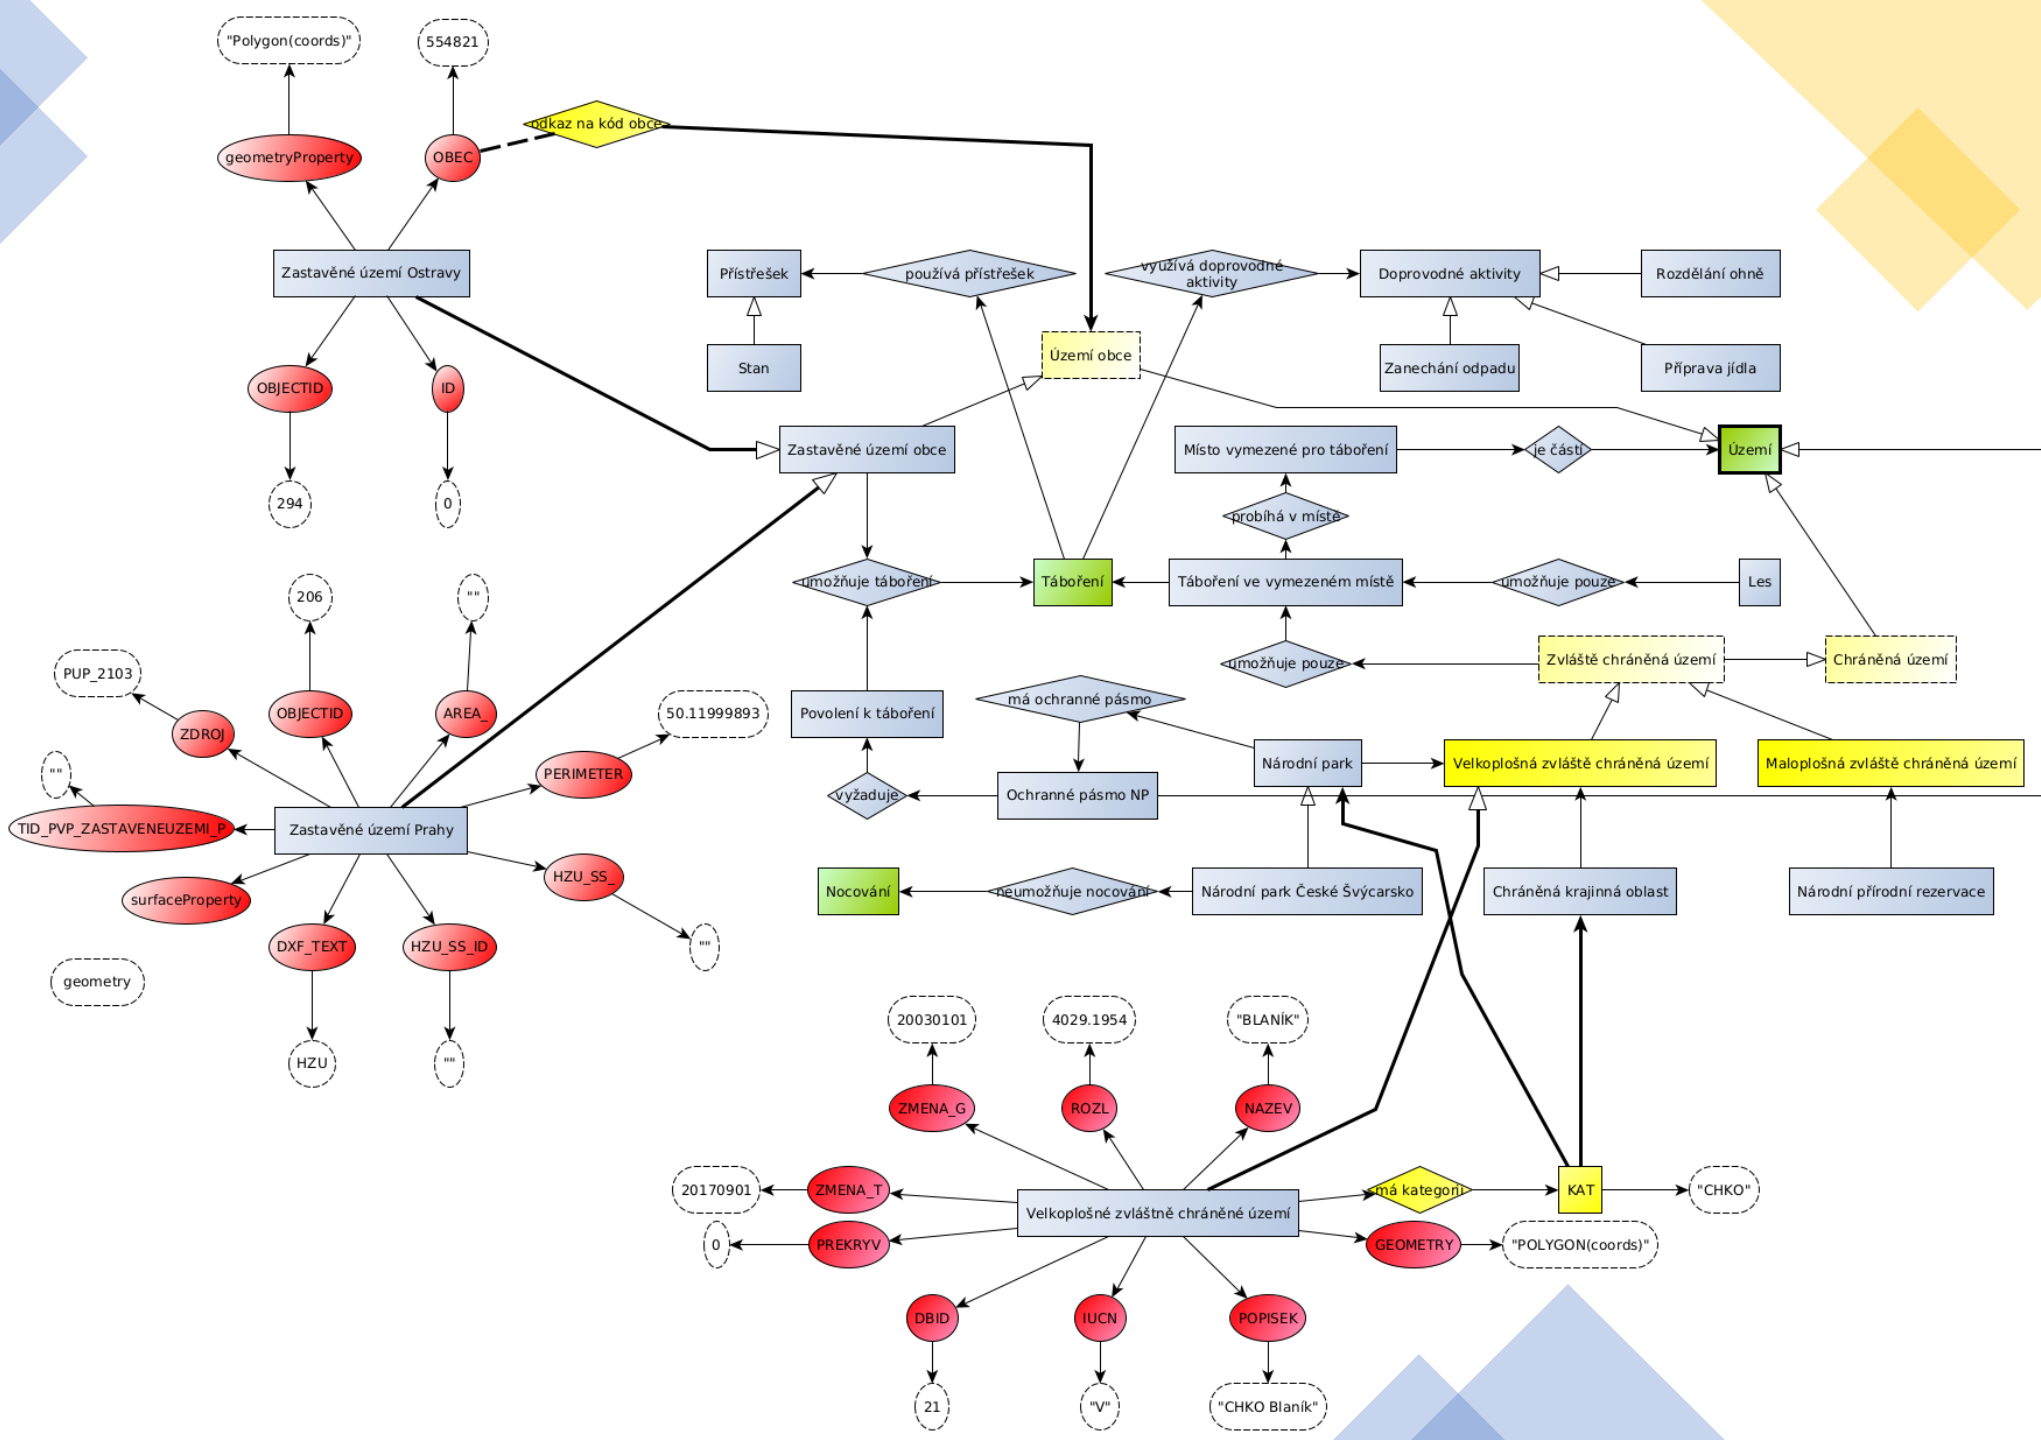 "Polygon(coords)"
554821
odkaz na kód obce
geometryProperty
OBEC
Zastavěné území Ostravy
Přístřešek
používá přístřešek
využívá doprovodné
aktivity
Doprovodné aktivity
Rozdělání ohně
Území obce
Stan
Zanechání odpadu
Příprava jídla
OBJECTID
ID
Zastavěné území obce
Místo vymezené pro táboření
je částí
Území
294
0
probíhá v místě
umožňuje táboření
Táboření
Táboření ve vymezeném místě
umožňuje pouze
Les
206
""
PUP_2103
umožňuje pouze
Zvláště chráněná území
Chráněná území
má ochranné pásmo
OBJECTID
AREA_
50.11999893
Povolení k táboření
ZDROJ
Národní park
Velkoplošná zvláště chráněná území
Maloplošná zvláště chráněná území
""
PERIMETER
vyžaduje
Ochranné pásmo NP
TID_PVP_ZASTAVENEUZEMI_P
Zastavěné území Prahy
HZU_SS_
surfaceProperty
Nocování
neumožňuje nocování
Národní park České Švýcarsko
Chráněná krajinná oblast
Národní přírodní rezervace
DXF_TEXT
HZU_SS_ID
""
geometry
20030101
4029.1954
"BLANÍK"
HZU
""
ZMENA_G
ROZL
NAZEV
20170901
ZMENA_T
má kategorii
KAT
"CHKO"
Velkoplošné zvláštně chráněné území
0
PREKRYV
GEOMETRY
"POLYGON(coords)"
DBID
IUCN
POPISEK
21
"V"
"CHKO Blaník"